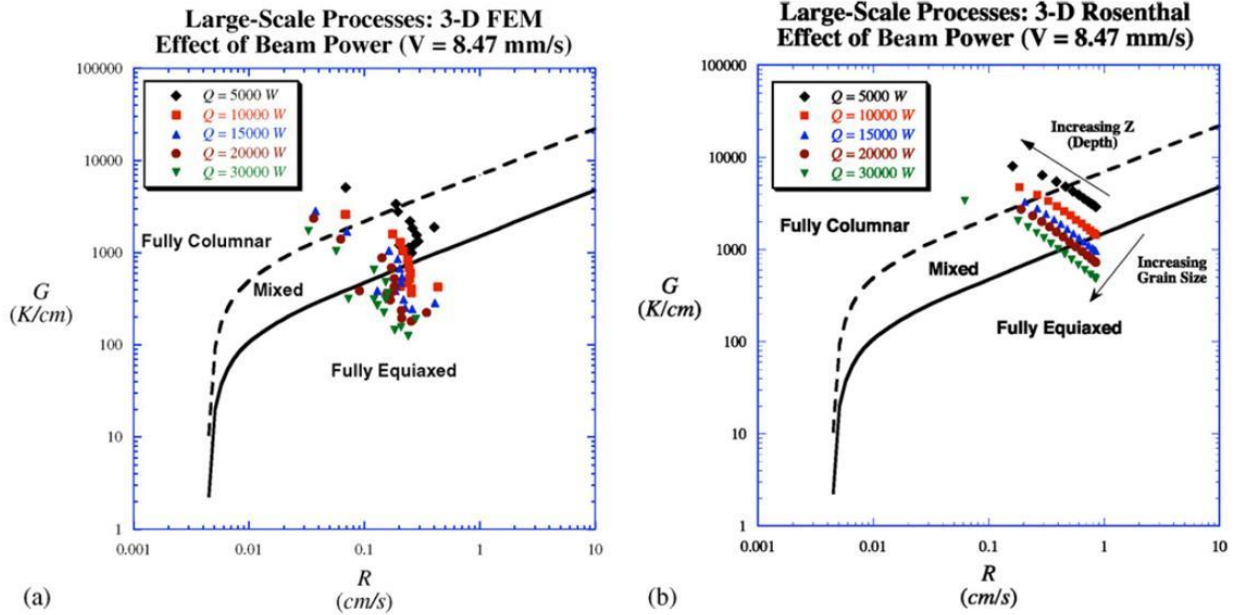 Large-Scale Processes: 3-D FEM
Effect of Beam Power (V = 8.47 mm/s)
100000
10000
1000
100
10
1
G
(K/cm)
Q = 5000 W
Q = 10000 W
Q = 15000 W
Q = 20000 W
Q = 30000 W
Fully Columnar
Mixed
Fully Equiaxed
0.001 0.01 0.1 1 10
R
(cm/s)
(a)
Large-Scale Processes: 3-D Rosenthal
Effect of Beam Power (V = 8.47 mm/s)
100000
10000
1000
100
10
1
G
(K/cm)
Q = 5000 W
Q = 10000 W
Q = 15000 W
Q = 20000 W
Q = 30000 W
Increasing Z
(Depth)
Fully Columnar
Mixed
Increasing
Grain Size
Fully Equiaxed
0.001 0.01 0.1 1 10
R
(cm/s)
(b)